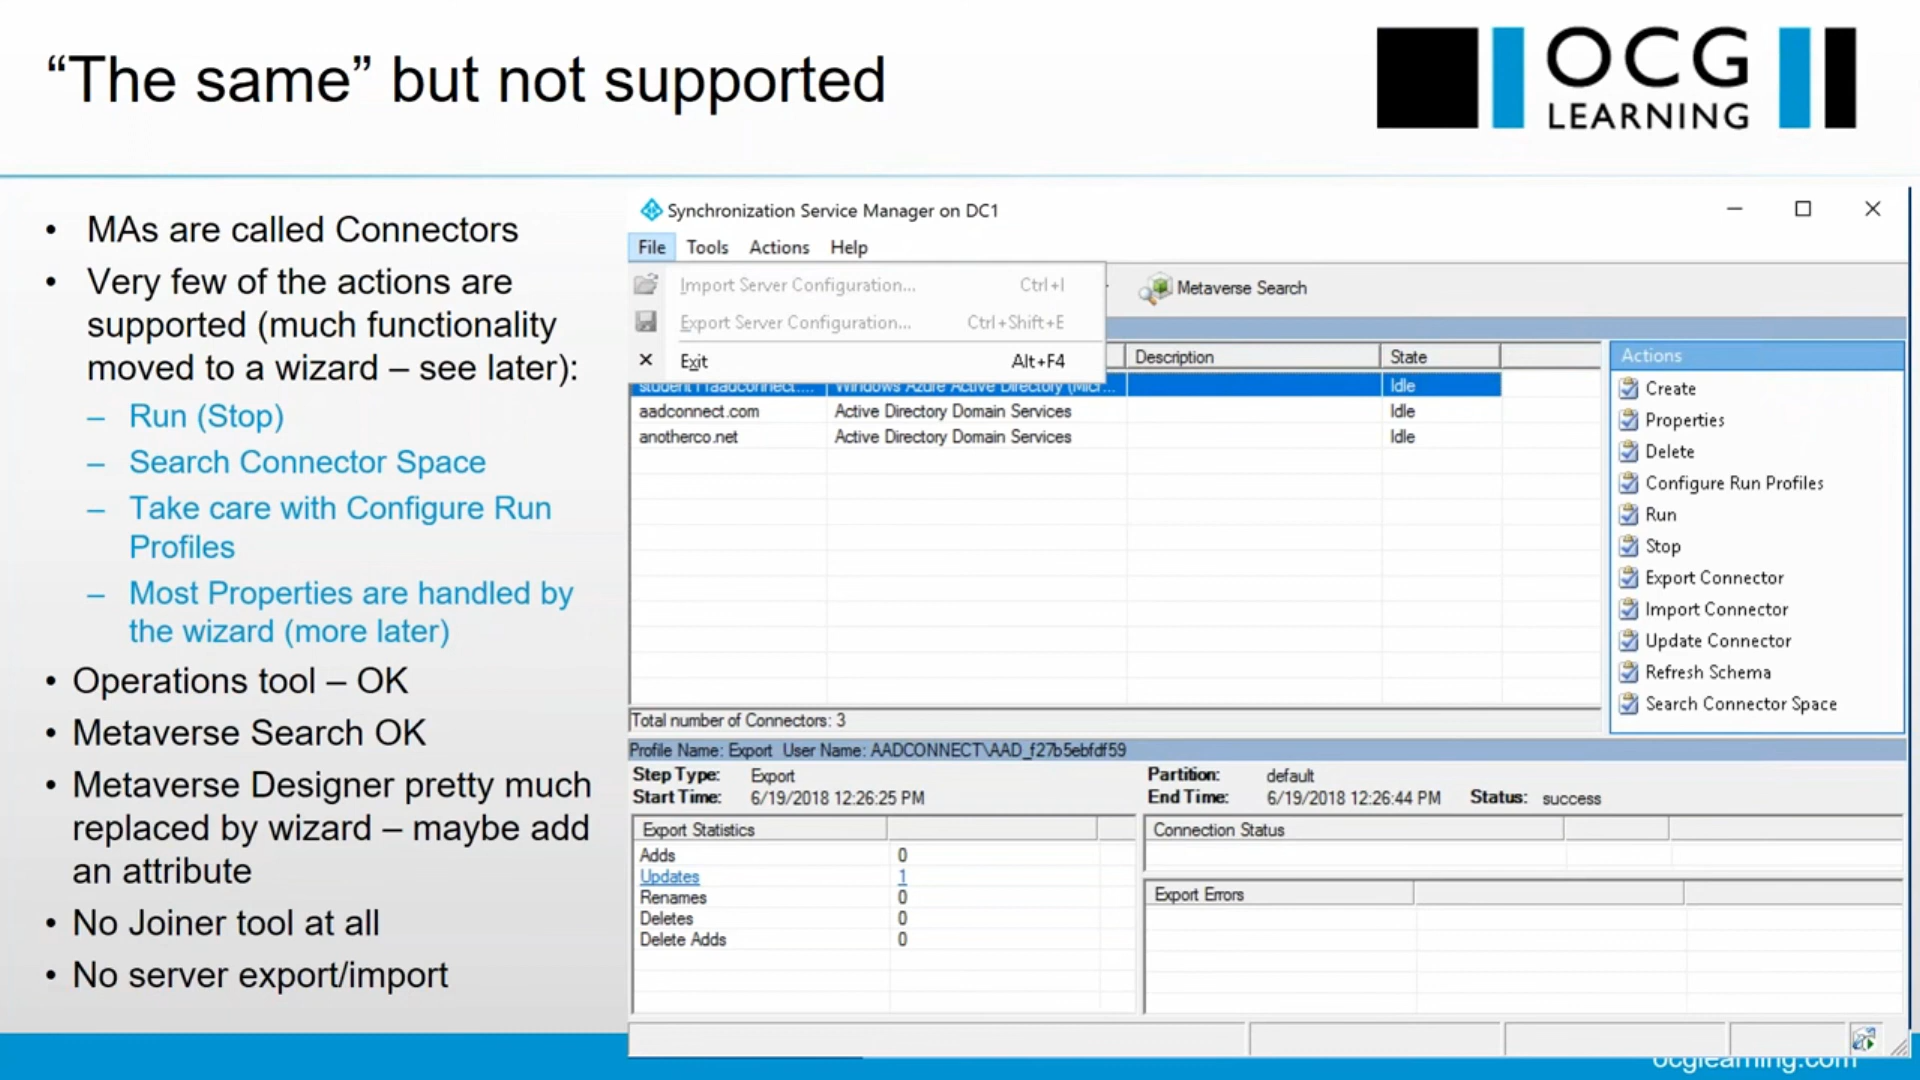 “The same” but not supported
OCG
LEARNING
• MAs are called Connectors
• Very few of the actions are
supported (much functionality
moved to a wizard – see later):
– Run (Stop)
– Search Connector Space
– Take care with Configure Run
Profiles
– Most Properties are handled by
the wizard (more later)
• Operations tool – OK
• Metaverse Search OK
• Metaverse Designer pretty much
replaced by wizard – maybe add
an attribute
• No Joiner tool at all
• No server export/import
Synchronization Service Manager on DC1
File Tools Actions Help
Import Server Configuration... Ctrl+I
Export Server Configuration... Ctrl+Shift+E
Exit Alt+F4
Metaverse Search
Description State
student11aadconnect.... Windows Azure Active Directory (Micr... Idle
aadconnect.com Active Directory Domain Services Idle
anotherco.net Active Directory Domain Services Idle
Total number of Connectors: 3
Actions
Create
Properties
Delete
Configure Run Profiles
Run
Stop
Export Connector
Import Connector
Update Connector
Refresh Schema
Search Connector Space
Profile Name: Export User Name: AADCONNECT\AAD_f27b5ebfdf59
Step Type: Export Partition: default
Start Time: 6/19/2018 12:26:25 PM End Time: 6/19/2018 12:26:44 PM Status: success
Export Statistics
Adds 0
Updates 1
Renames 0
Deletes 0
Delete Adds 0
Connection Status
Export Errors
ocglearning.com